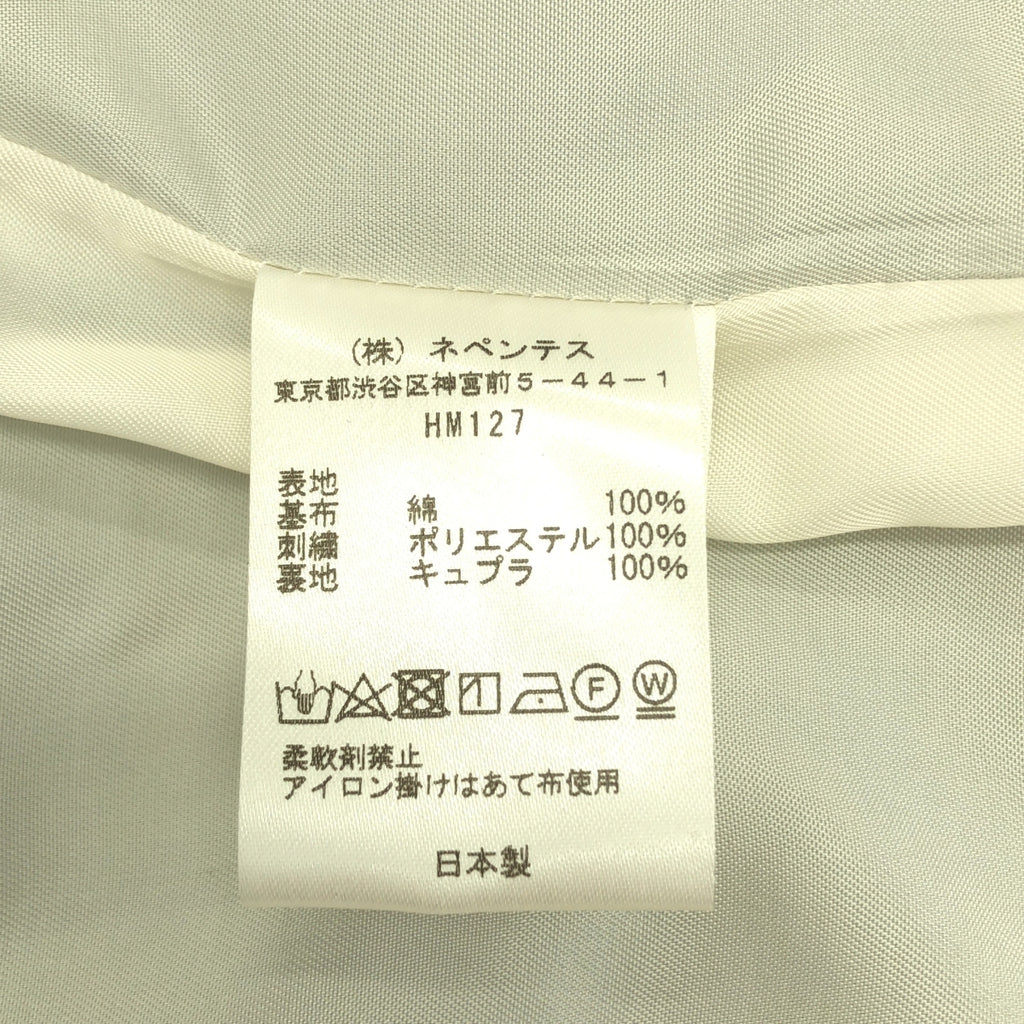 （株）ネペンテス
東京都渋谷区神宮前５－４４－１
HM127
表地
基布 綿 100%
刺繍 ポリエステル 100%
裏地 キュプラ 100%
F W
柔軟剤禁止
アイロン掛けはあて布使用
日本製